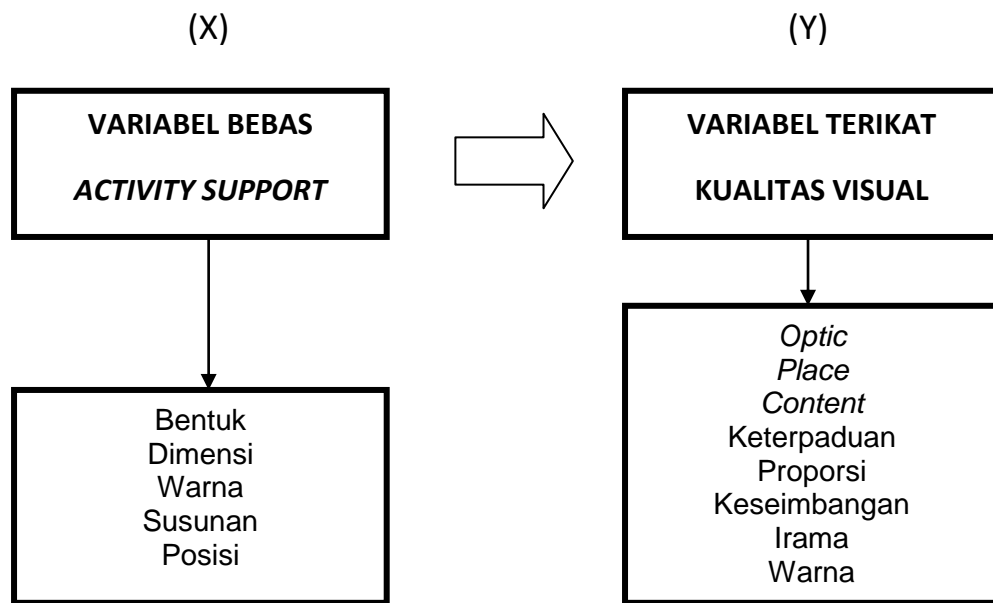 (X)
VARIABEL BEBAS
ACTIVITY SUPPORT
Bentuk
Dimensi
Warna
Susunan
Posisi
(Y)
VARIABEL TERIKAT
KUALITAS VISUAL
Optic
Place
Content
Keterpaduan
Proporsi
Keseimbangan
Irama
Warna